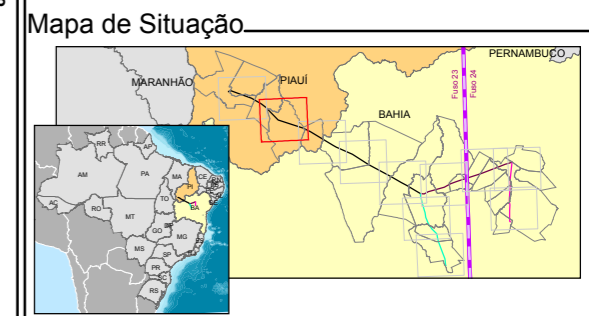 Mapa de Situação
PERNAMBUCO
MARANHÃO
PIAUÍ
BAHIA
Fuso 23
Fuso 24
RR
AP
AM
PA
MA
CE
PI
AC
RO
TO
BA
MT
GO
MG
ES
MS
SP
PR
SC
RS